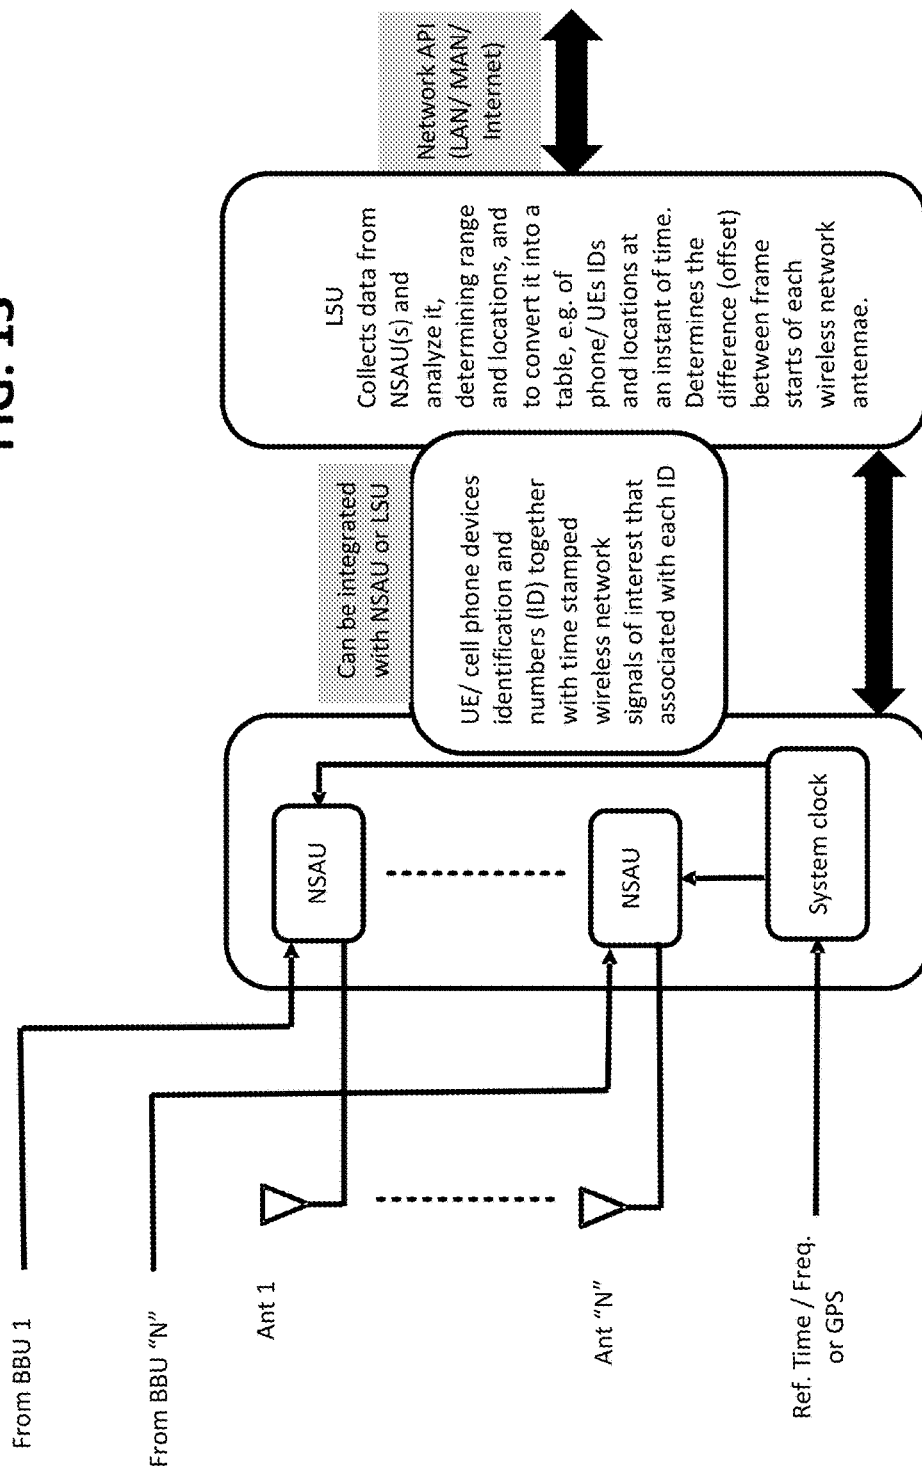 FIG.
From BBU 1
From BBU “N”
Ant 1
Ant “N”
Ref. Time / Freq.
or GPS
NSAU
NSAU
System clock
Can be integrated
with NSAU or LSU
UE/ cell phone devices
identification and
numbers (ID) together
with time stamped
wireless network
signals of interest that
associated with each ID
LSU
Collects data from
NSAU(s) and
analyze it,
determining range
and locations, and
to convert it into a
table, e.g. of
phone/ UEs IDs
and locations at
an instant of time.
Determines the
difference (offset)
between frame
starts of each
wireless network
antennae.
Network API
(LAN/ MAN/
Internet)